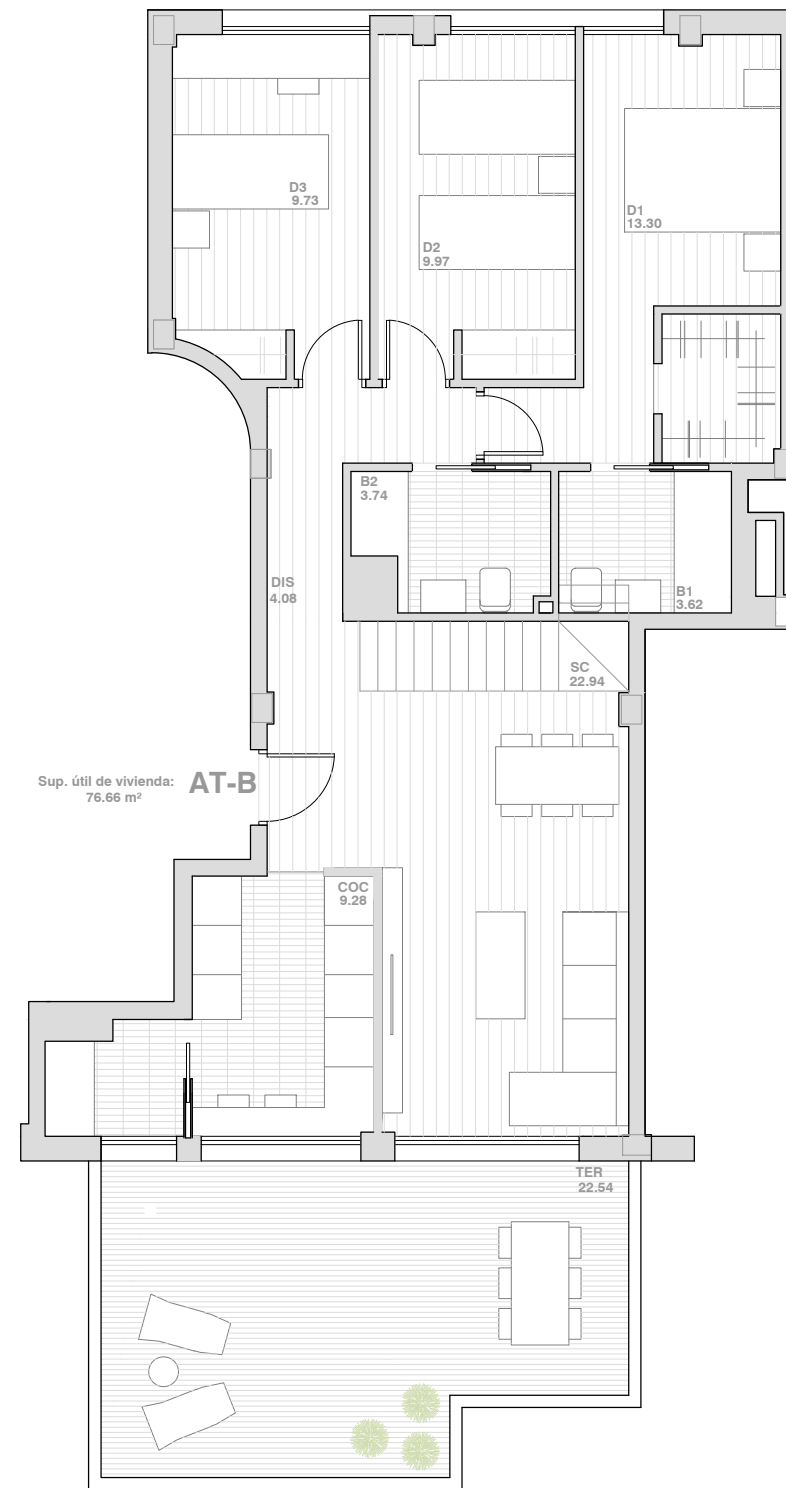 D3
9.73
D2
9.97
D1
13.30
B2
3.74
DIS
4.08
B1
3.62
SC
22.94
Sup. útil de vivienda:
76.66 m²
AT-B
COC
9.28
TER
22.54